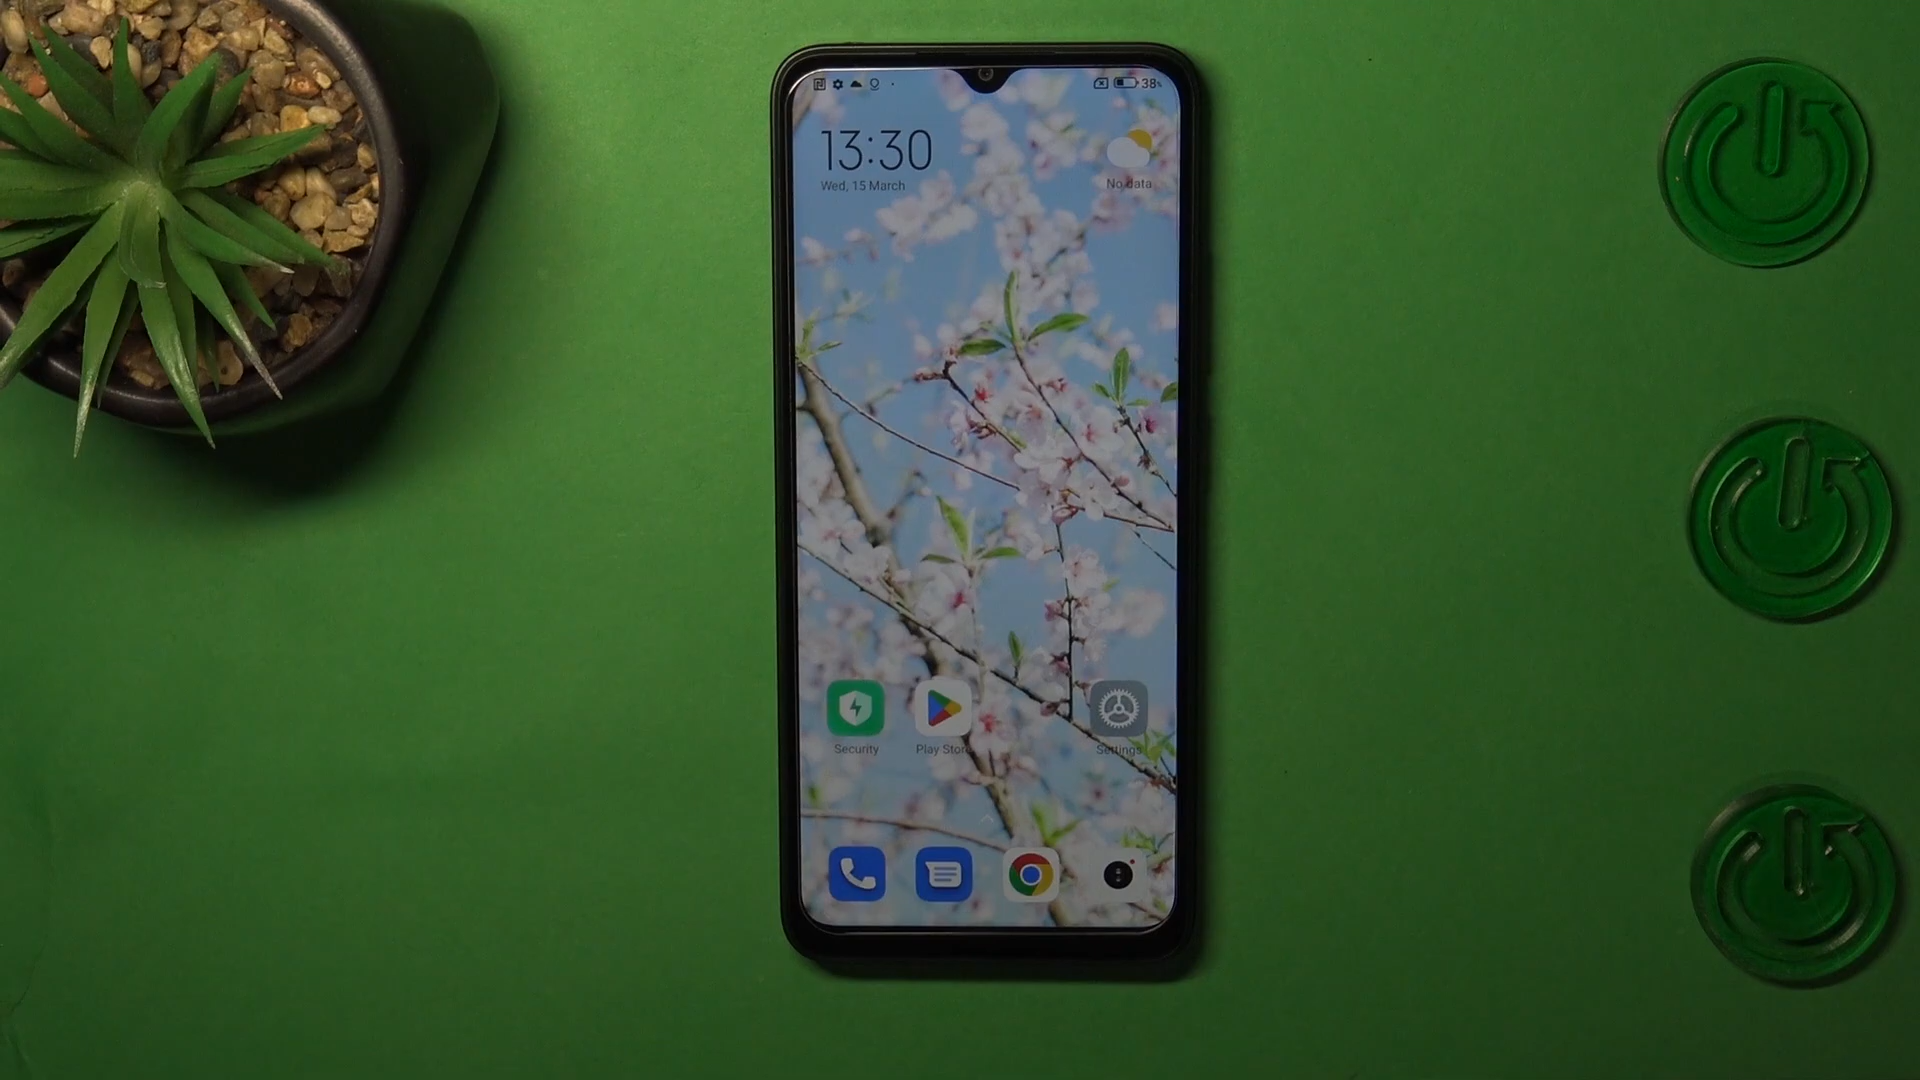 38%
13:30
Wed, 15 March
No data
Security
Play Store
Settings